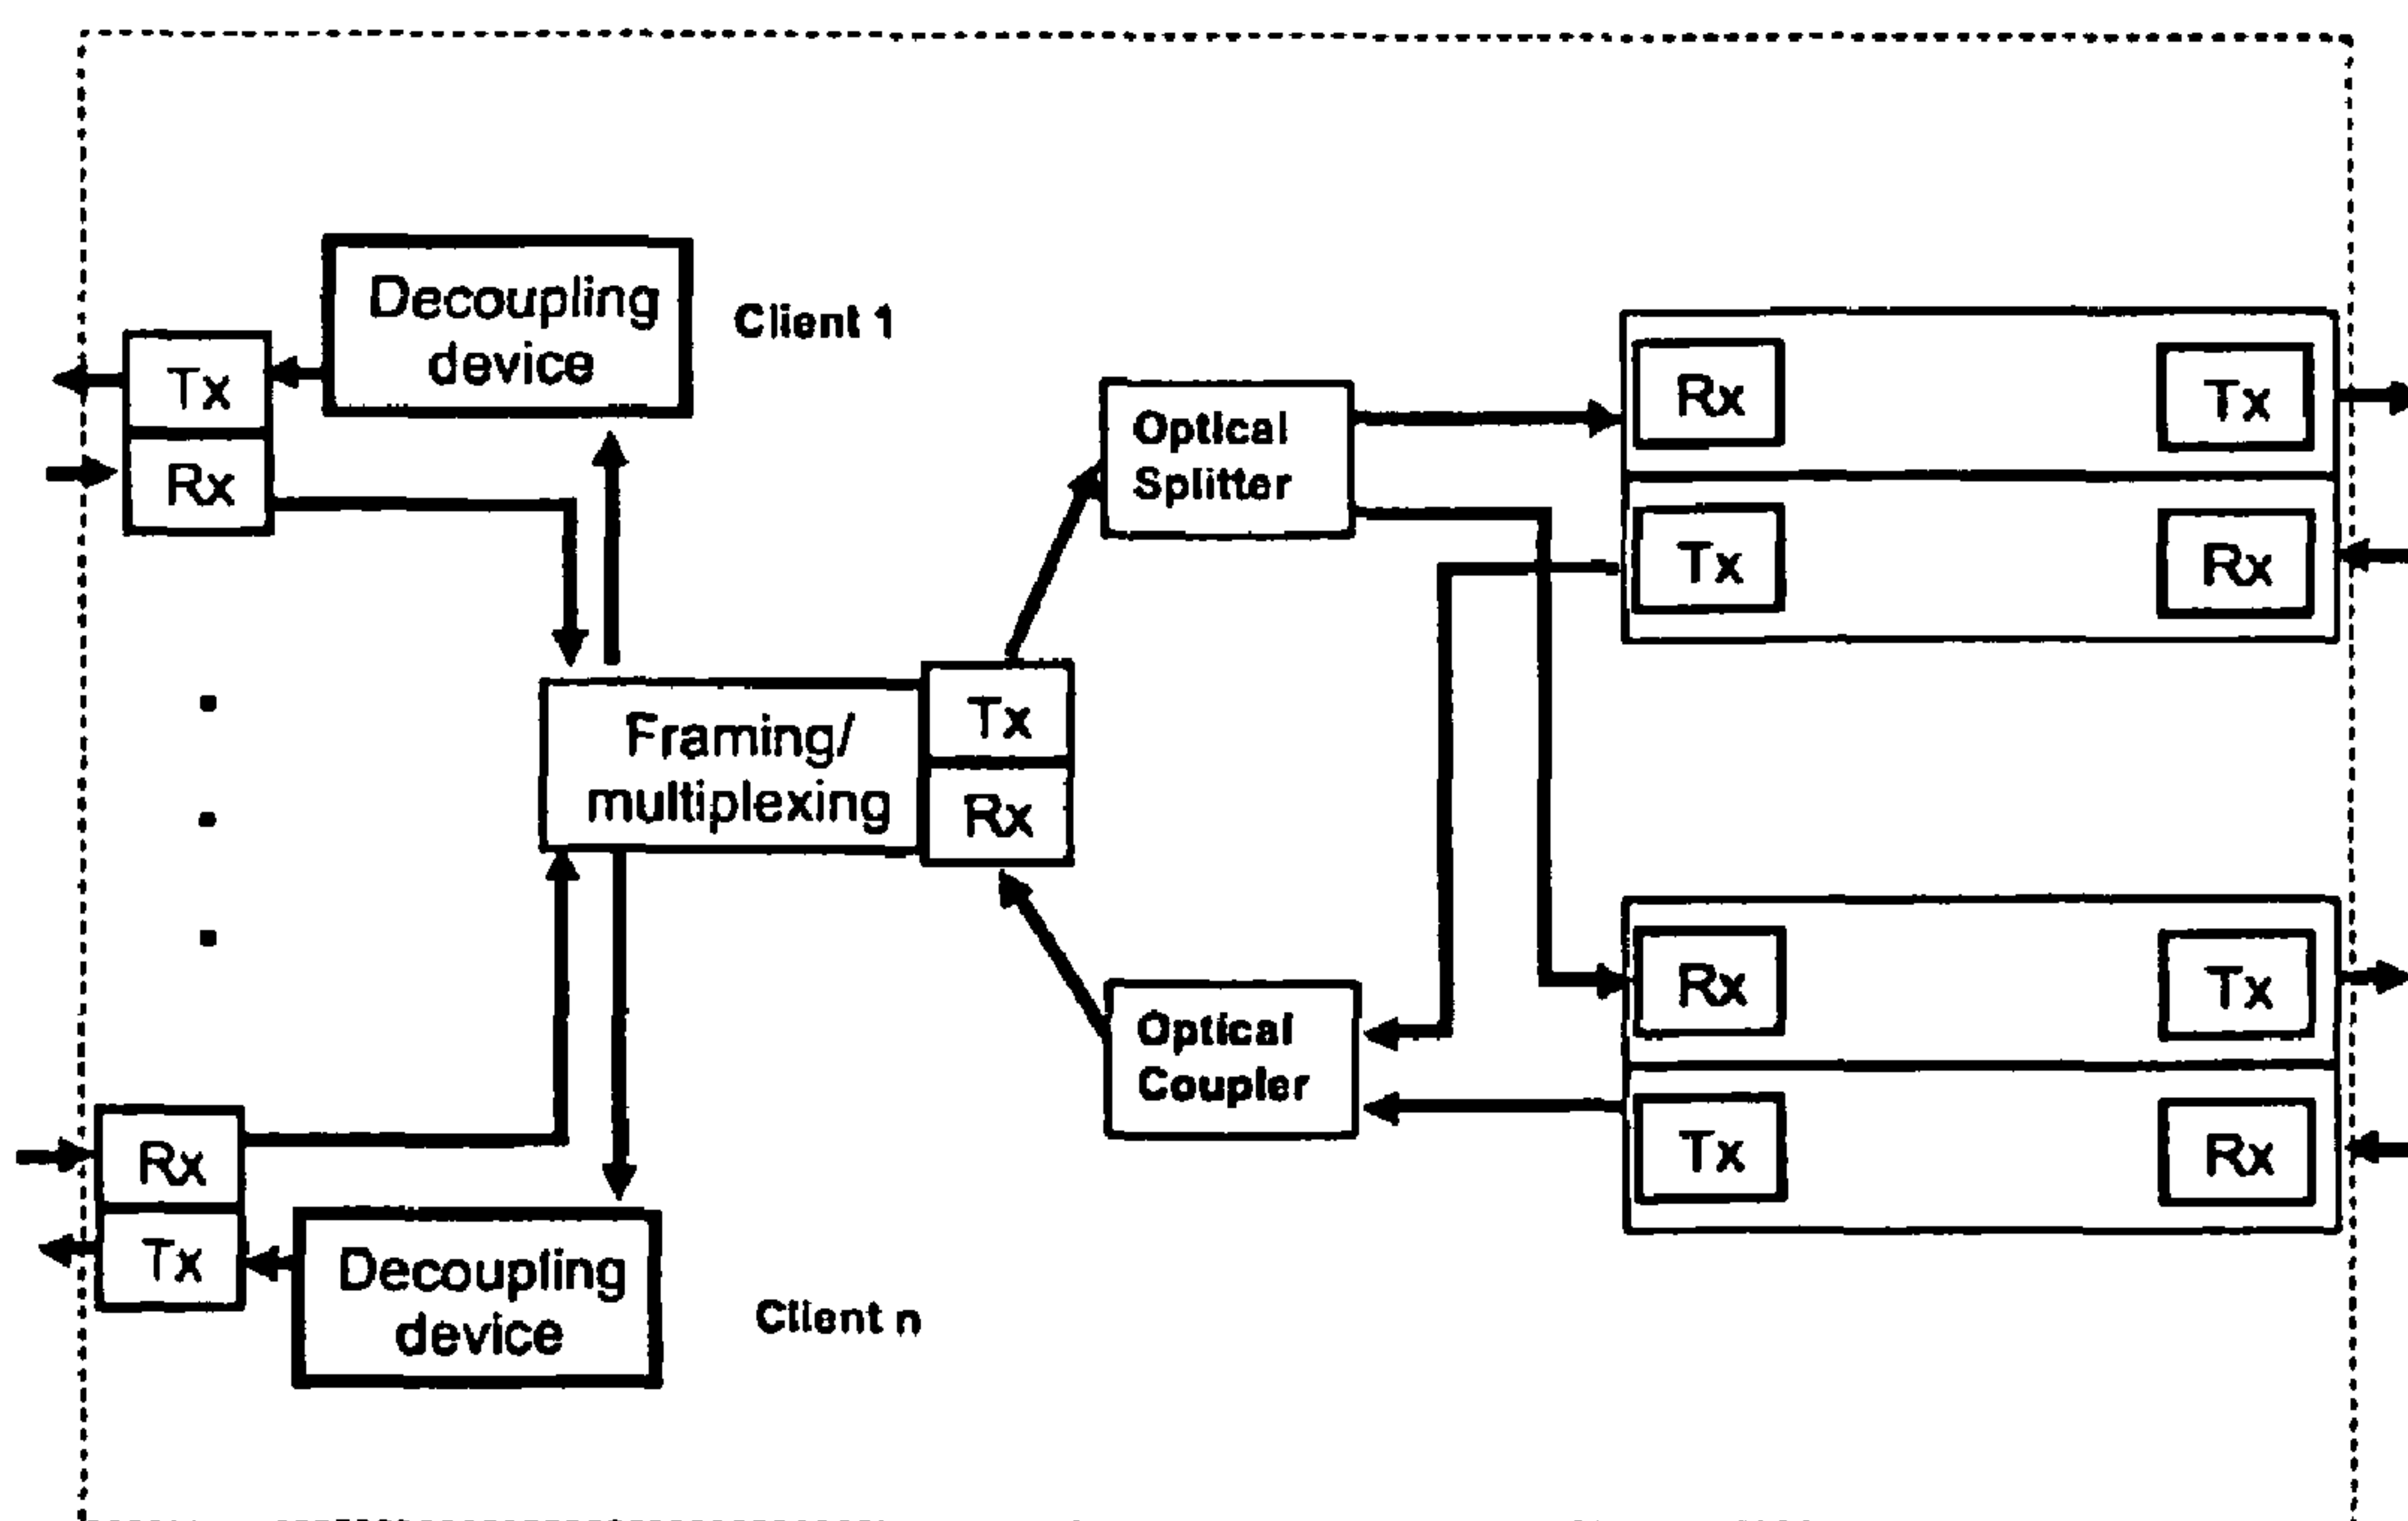 Decoupling
device
Client 1
Tx
Rx
Optical
Splitter
Rx
Tx
Tx
Rx
Framing/
multiplexing
Tx
Rx
Optical
Coupler
Rx
Tx
Tx
Rx
Rx
Tx
Decoupling
device
Client n